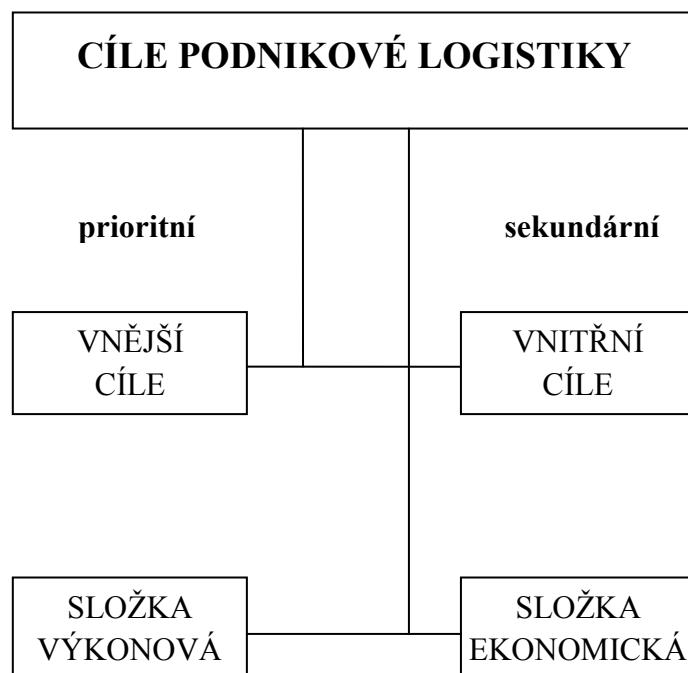 CÍLE PODNIKOVÉ LOGISTIKY
prioritní
sekundární
VNĚJŠÍ
CÍLE
VNITŘNÍ
CÍLE
SLOŽKA
VÝKONOVÁ
SLOŽKA
EKONOMICKÁ